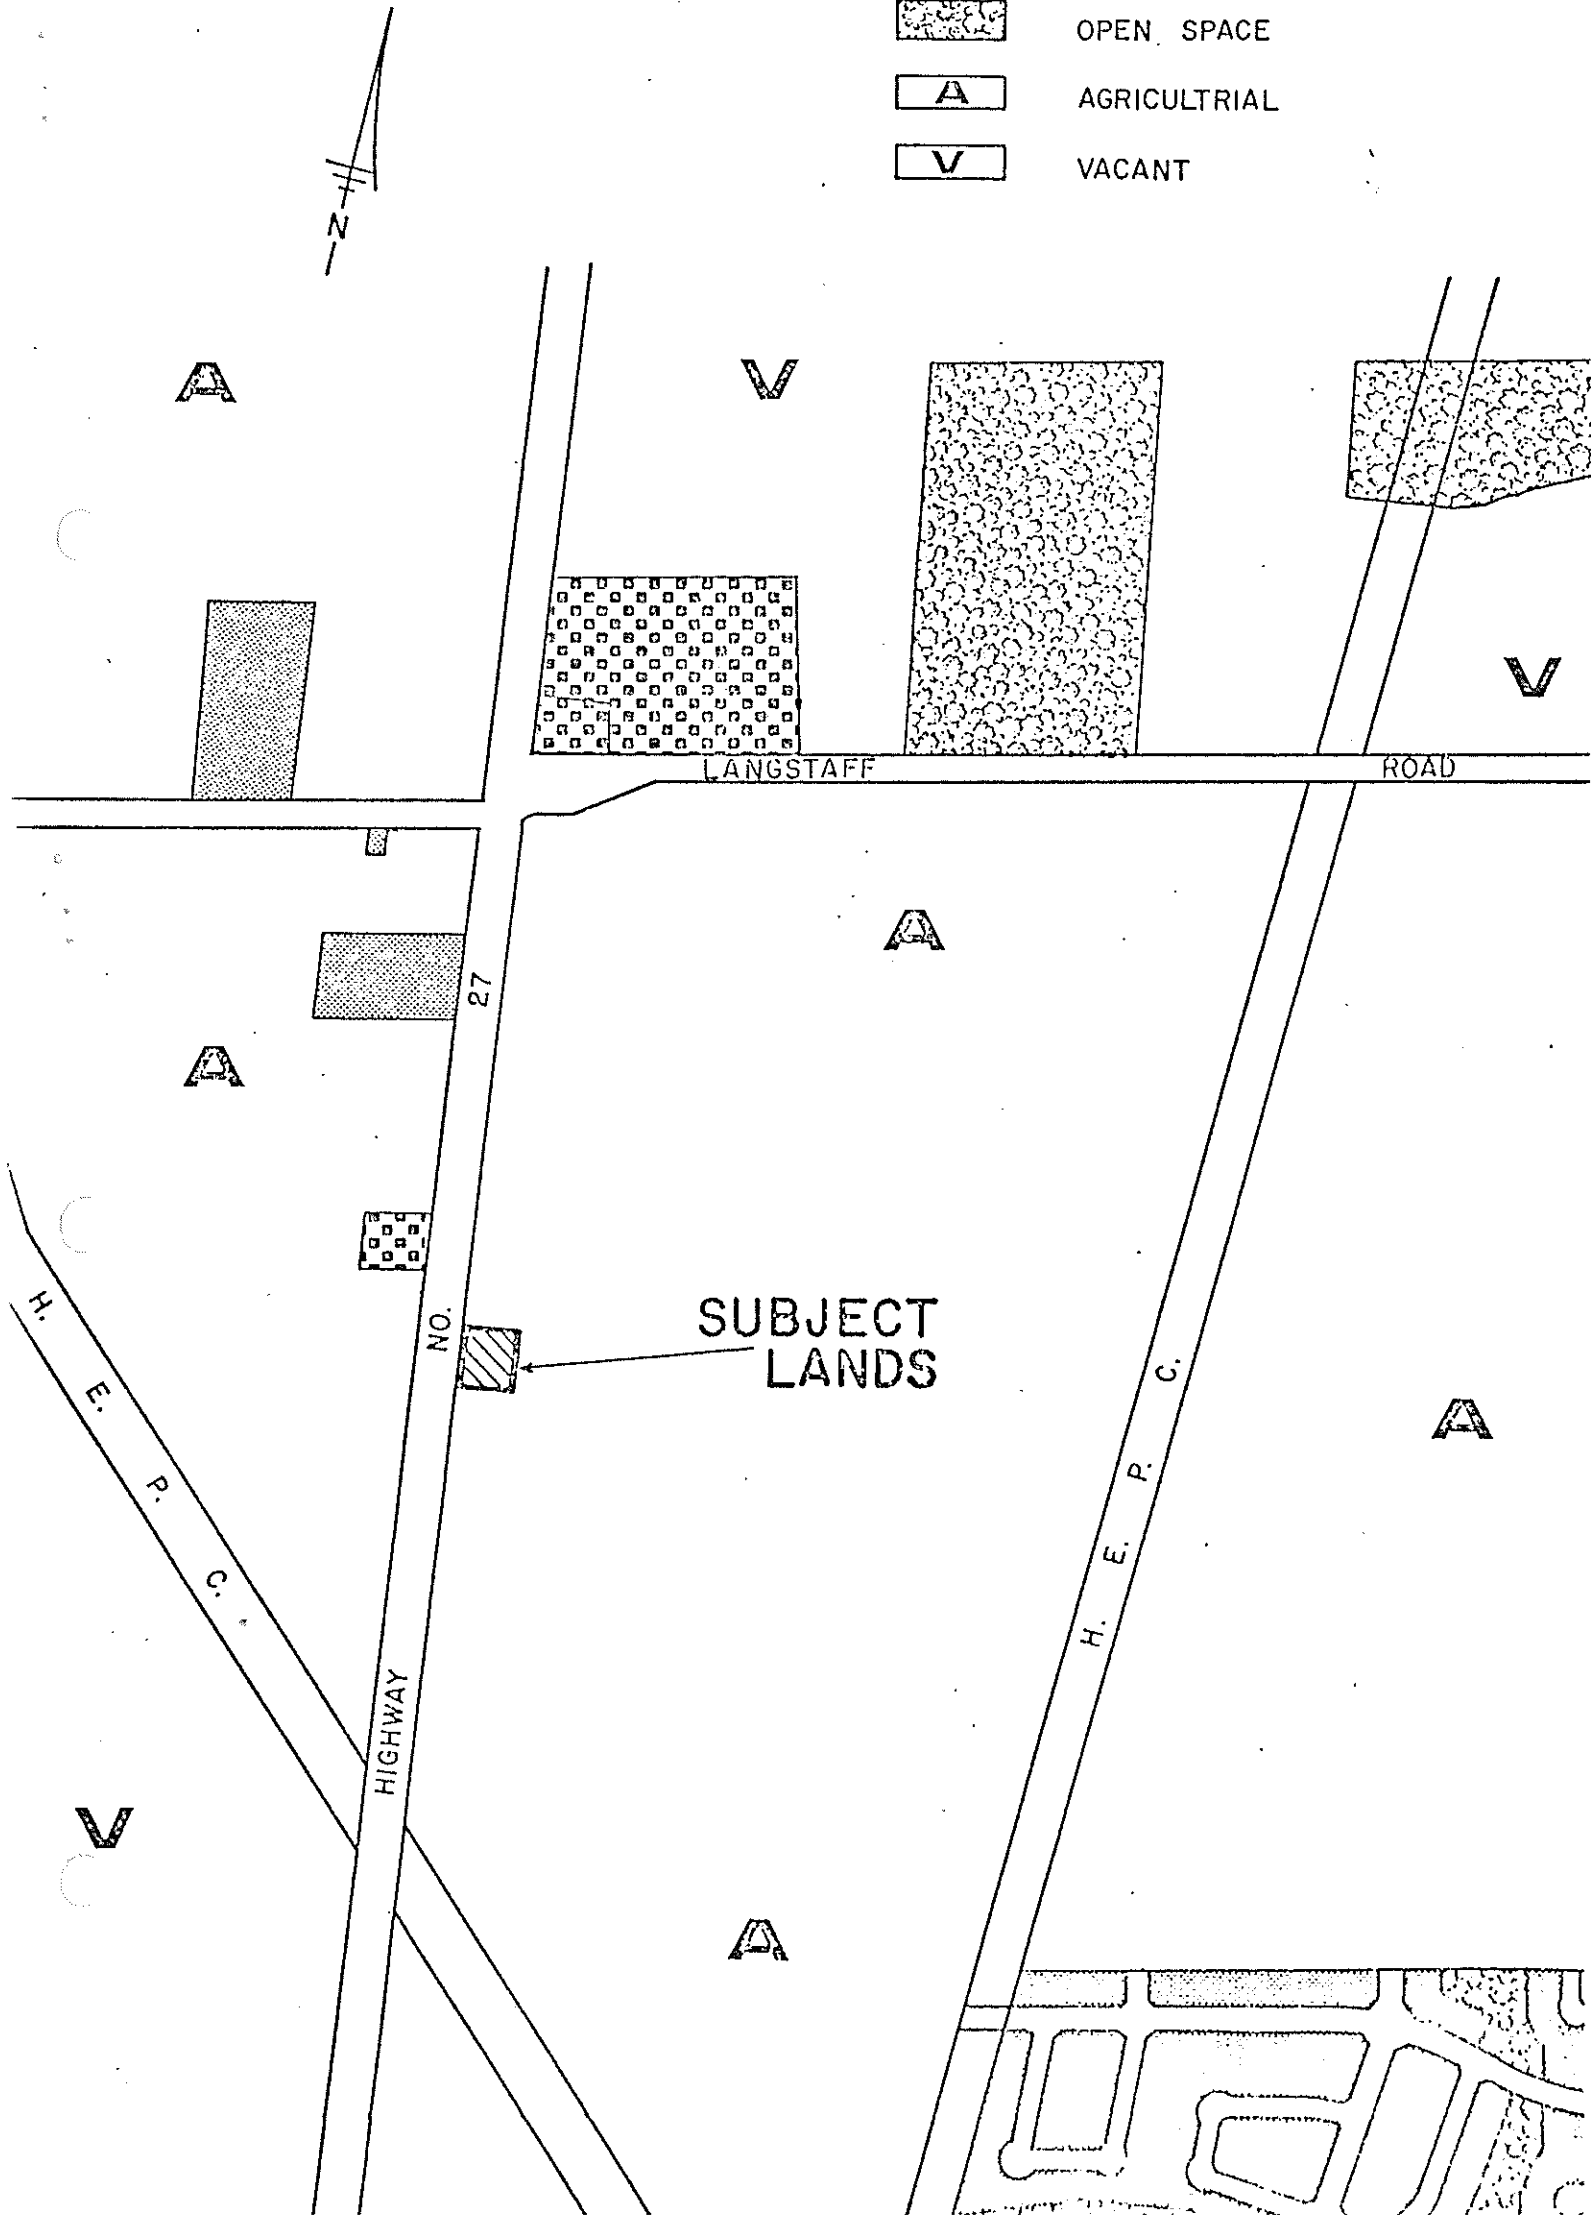 OPEN SPACE
A AGRICULTRIAL
V VACANT
N
A
V
V
LANGSTAFF ROAD
A
27
A
NO.
SUBJECT
LANDS
H. E. P. C.
H. E. P. C.
A
HIGHWAY
V
A